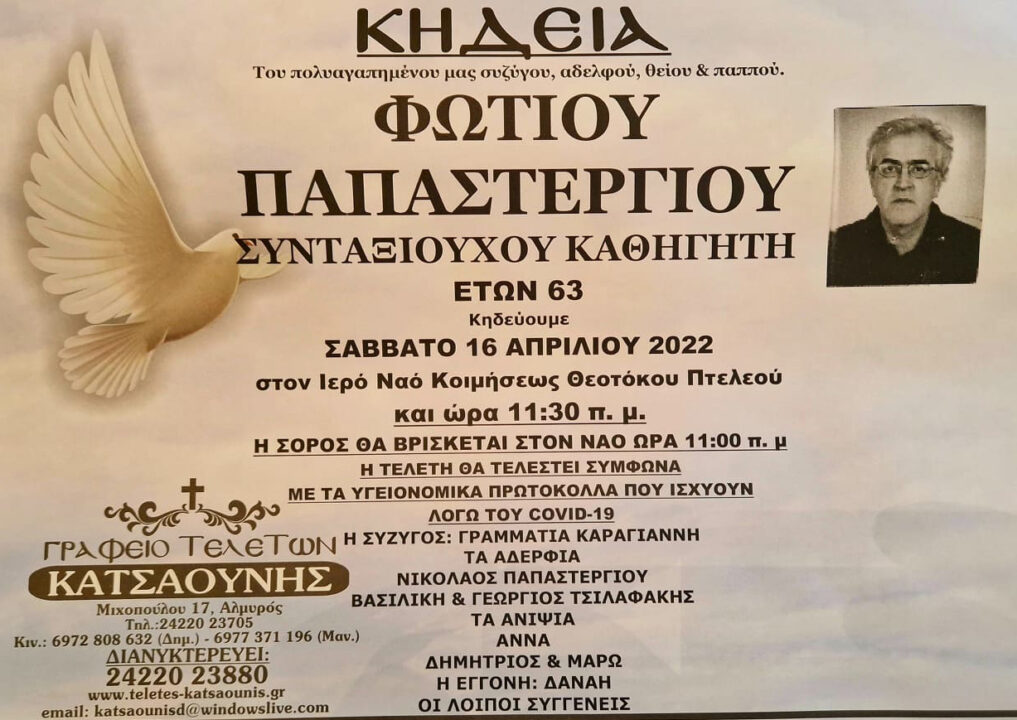 ΚΗΔΕΙΑ
Του πολυαγαπημένου μας συζύγου, αδελφού, θείου & παππού.
ΦΩΤΙΟΥ
ΠΑΠΑΣΤΕΡΓΙΟΥ
ΣΥΝΤΑΞΙΟΥΧΟΥ ΚΑΘΗΓΗΤΗ
ΕΤΩΝ 63
Κηδεύουμε
ΣΑΒΒΑΤΟ 16 ΑΠΡΙΛΙΟΥ 2022
στον Ιερό Ναό Κοιμήσεως Θεοτόκου Πτελεού
και ώρα 11:30 π. μ.
Η ΣΟΡΟΣ ΘΑ ΒΡΙΣΚΕΤΑΙ ΣΤΟΝ ΝΑΟ ΩΡΑ 11:00 π. μ
Η ΤΕΛΕΤΗ ΘΑ ΤΕΛΕΣΤΕΙ ΣΥΜΦΩΝΑ
ΜΕ ΤΑ ΥΓΕΙΟΝΟΜΙΚΑ ΠΡΩΤΟΚΟΛΛΑ ΠΟΥ ΙΣΧΥΟΥΝ
ΛΟΓΩ ΤΟΥ COVID-19
Η ΣΥΖΥΓΟΣ: ΓΡΑΜΜΑΤΙΑ ΚΑΡΑΓΙΑΝΝΗ
ΤΑ ΑΔΕΡΦΙΑ
ΝΙΚΟΛΑΟΣ ΠΑΠΑΣΤΕΡΓΙΟΥ
ΒΑΣΙΛΙΚΗ & ΓΕΩΡΓΙΟΣ ΤΣΙΛΑΦΑΚΗΣ
ΤΑ ΑΝΙΨΙΑ
ΑΝΝΑ
ΔΗΜΗΤΡΙΟΣ & ΜΑΡΩ
Η ΕΓΓΟΝΗ: ΔΑΝΑΗ
ΟΙ ΛΟΙΠΟΙ ΣΥΓΓΕΝΕΙΣ
ΓΡΑΦΕΙΟ ΤΕΛΕΤΩΝ
ΚΑΤΣΑΟΥΝΗΣ
Μιχοπούλου 17, Αλμυρός
Τηλ.:24220 23705
Κιν.: 6972 808 632 (Δημ.) - 6977 371 196 (Μαν.)
ΔΙΑΝΥΚΤΕΡΕΥΕΙ:
24220 23880
www.teletes-katsaounis.gr
email: katsaounisd@windowslive.com